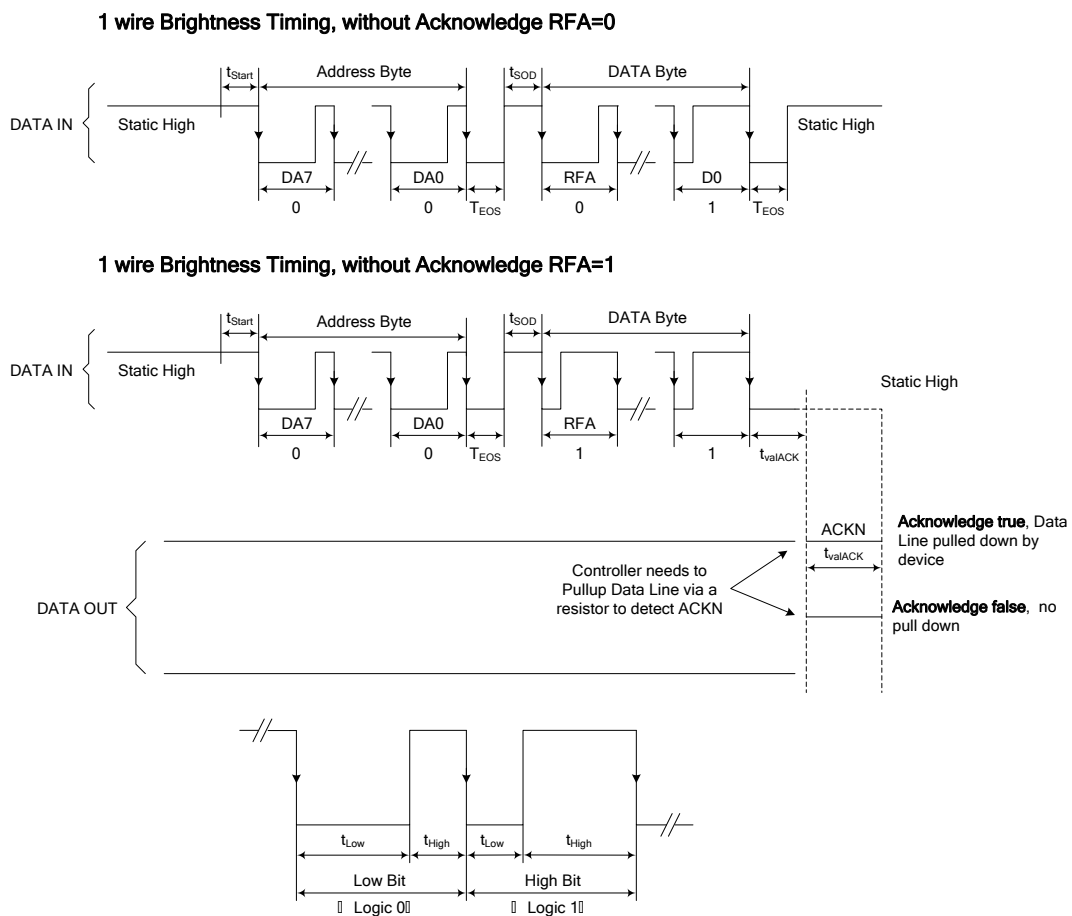 1 wire Brightness Timing, without Acknowledge RFA=0
tStart
Address Byte
tSOD
DATA Byte
DATA IN
Static High
Static High
DA7
DA0
TEOS
RFA
D0
TEOS
0
0
0
1
1 wire Brightness Timing, without Acknowledge RFA=1
tStart
Address Byte
tSOD
DATA Byte
DATA IN
Static High
Static High
DA7
DA0
TEOS
RFA
0
0
1
1
tvalACK
ACKN
tvalACK
Acknowledge true, Data
Line pulled down by
device
Controller needs to
Pullup Data Line via a
resistor to detect ACKN
DATA OUT
Acknowledge false, no
pull down
tLow
tHigh
tLow
tHigh
Low Bit
High Bit
Logic 0
Logic 1